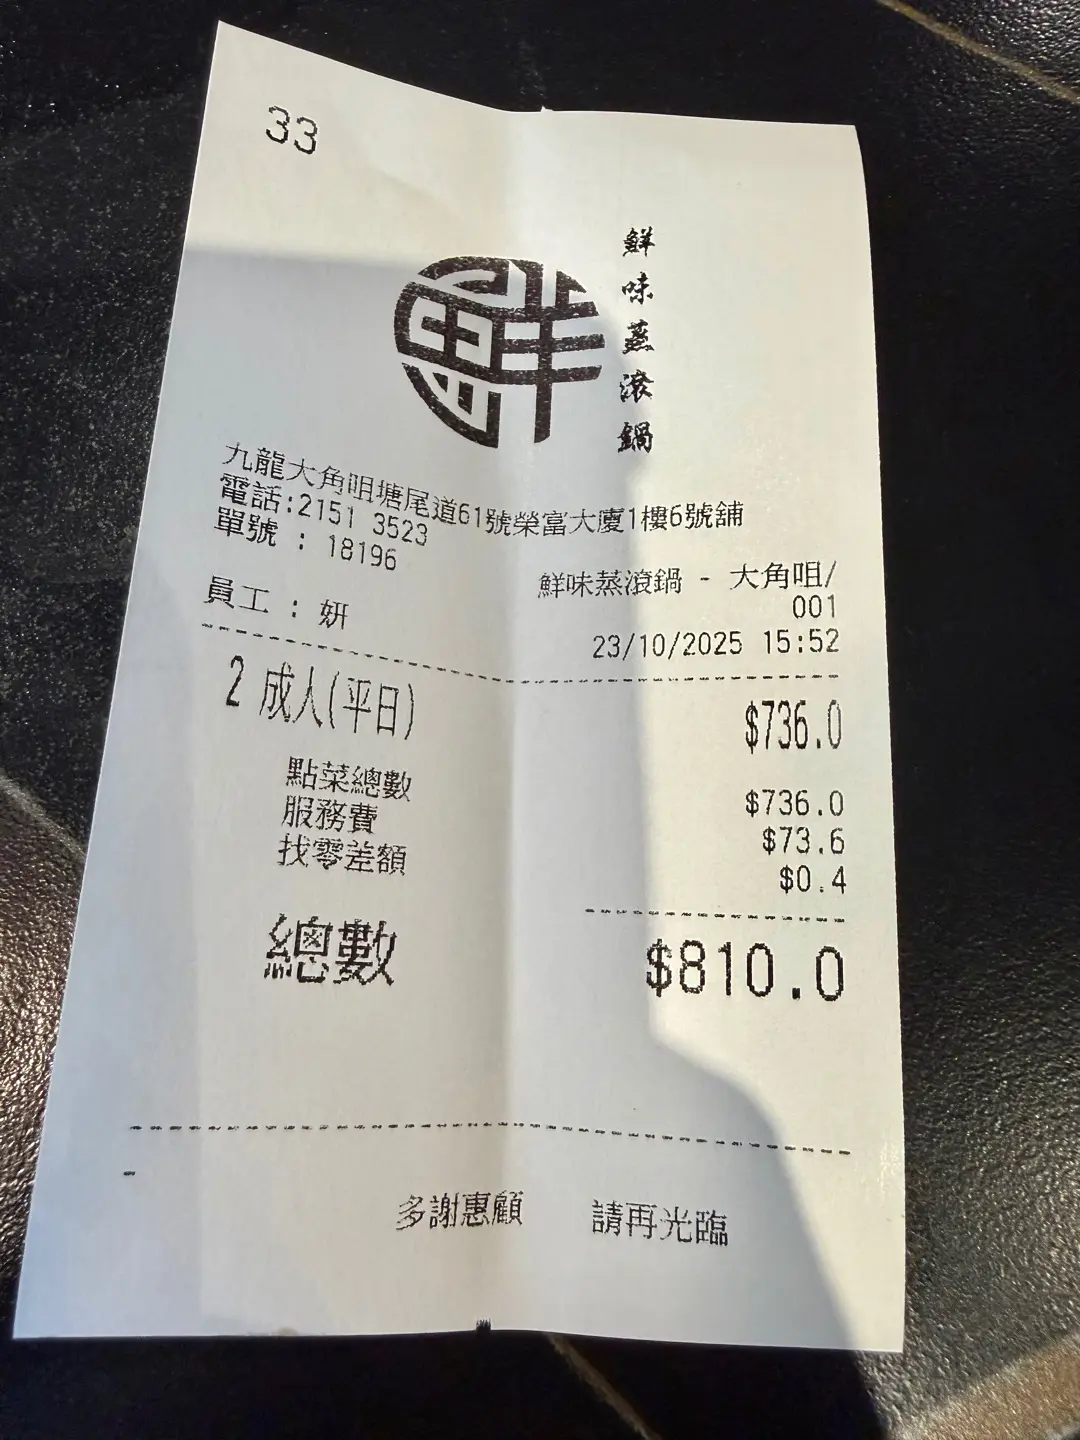 33
鮮
鮮味蒸滾鍋
九龍大角咀塘尾道61號榮富大廈1樓6號舖
電話:2151 3523
單號 : 18196
鮮味蒸滾鍋 - 大角咀/
001
員工 : 妍
23/10/2025 15:52
2 成人(平日) $736.0
點菜總數 $736.0
服務費 $73.6
找零差額 $0.4
總數 $810.0
多謝惠顧 請再光臨